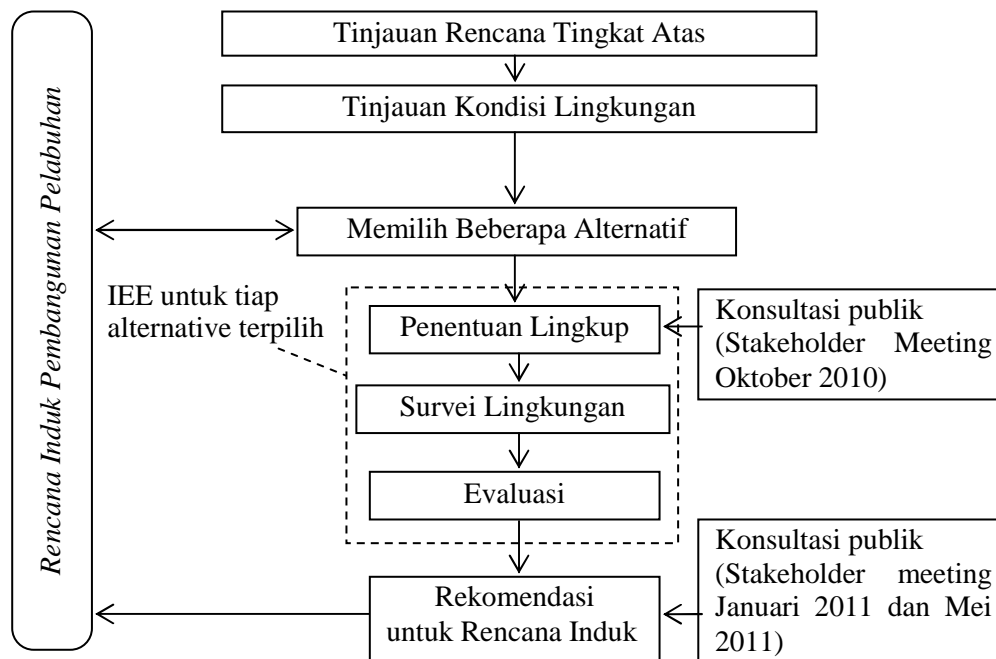 Rencana Induk Pembangunan Pelabuhan
Tinjauan Rencana Tingkat Atas
Tinjauan Kondisi Lingkungan
Memilih Beberapa Alternatif
IEE untuk tiap
alternative terpilih
Penentuan Lingkup
Konsultasi publik
(Stakeholder Meeting
Oktober 2010)
Survei Lingkungan
Evaluasi
Rekomendasi
untuk Rencana Induk
Konsultasi publik
(Stakeholder meeting
Januari 2011 dan Mei
2011)